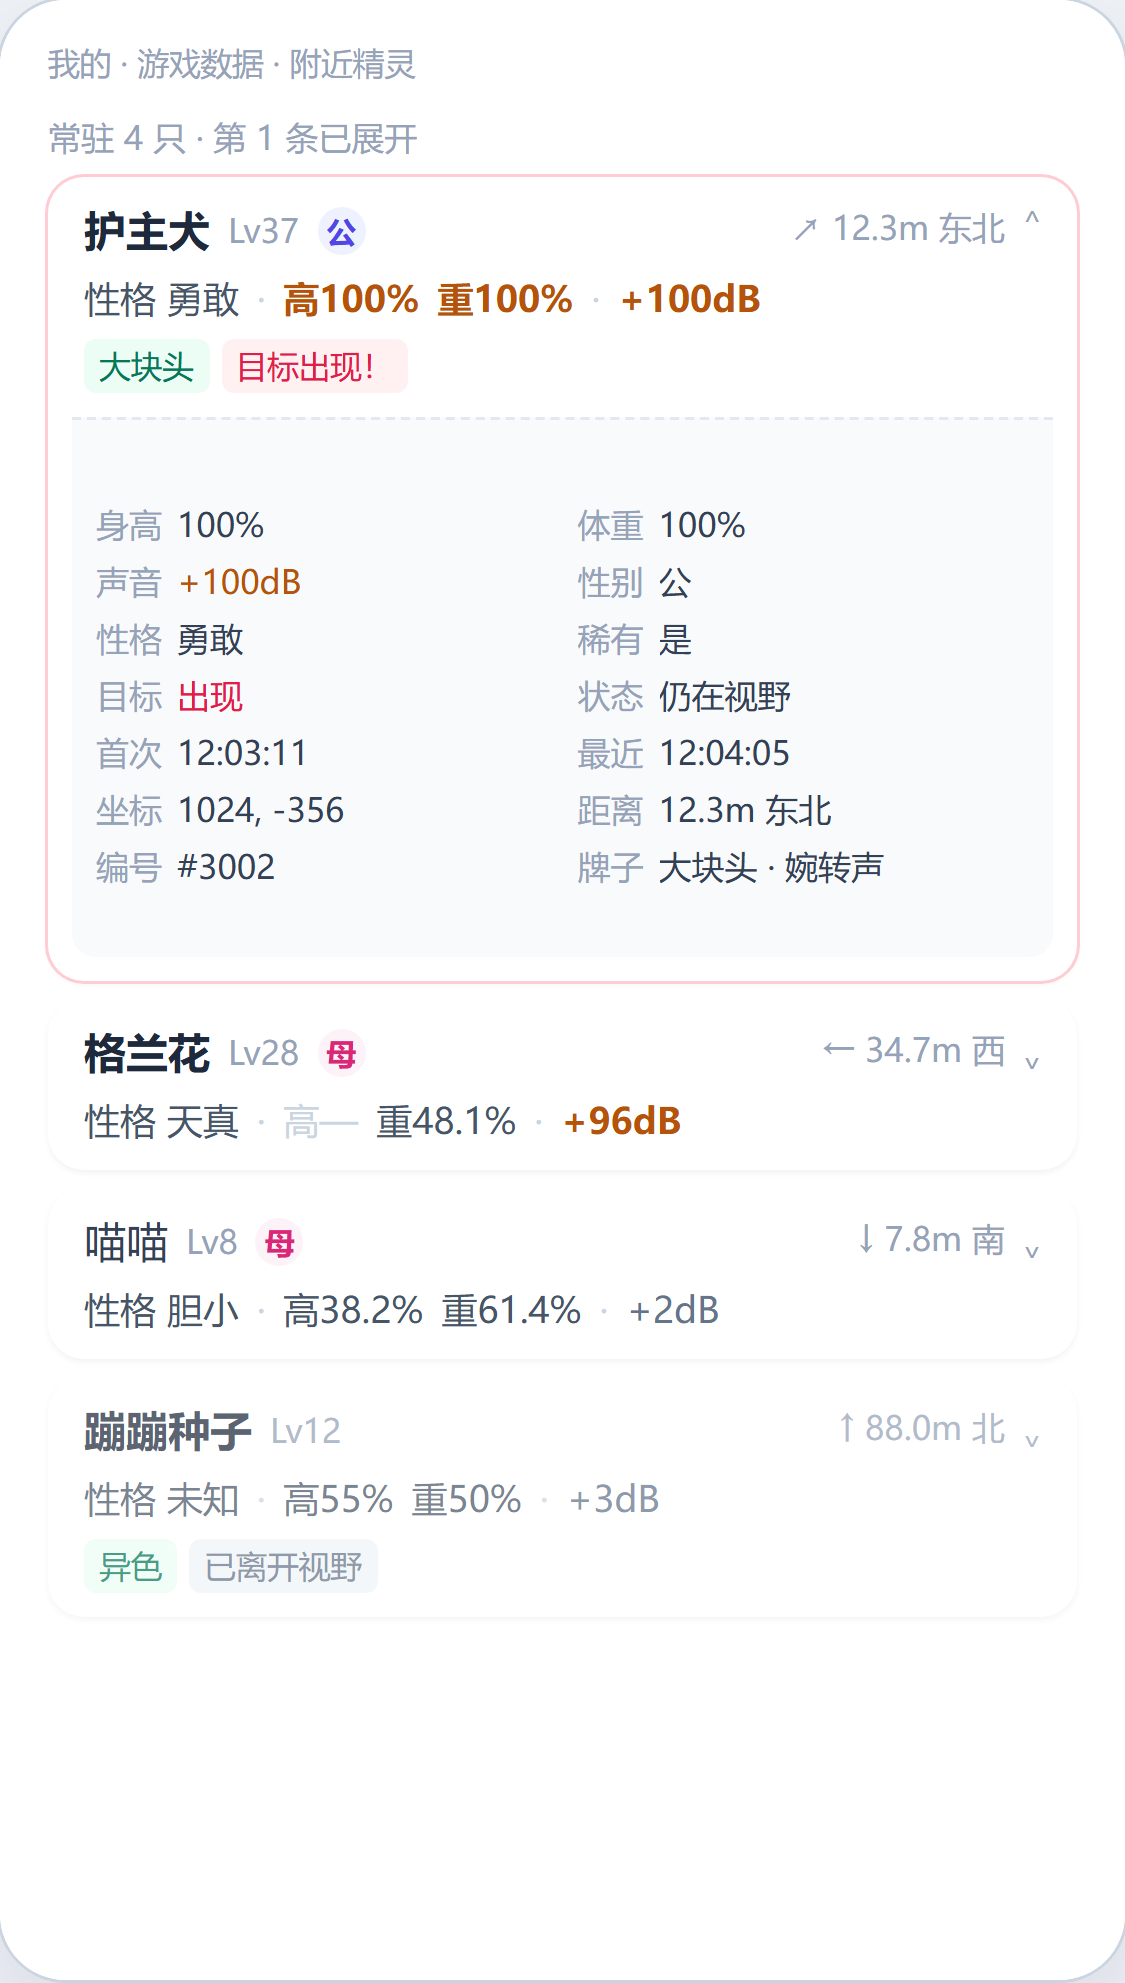 我的 · 游戏数据 · 附近精灵
常驻 4 只 · 第 1 条已展开
护主犬 Lv37 公 ↗ 12.3m 东北 ^
性格 勇敢 · 高100% 重100% · +100dB
大块头 目标出现！
身高 100% 体重 100%
声音 +100dB 性别 公
性格 勇敢 稀有 是
目标 出现 状态 仍在视野
首次 12:03:11 最近 12:04:05
坐标 1024, -356 距离 12.3m 东北
编号 #3002 牌子 大块头 · 婉转声
格兰花 Lv28 母 ← 34.7m 西 ˅
性格 天真 · 高— 重48.1% · +96dB
喵喵 Lv8 母 ↓ 7.8m 南 ˅
性格 胆小 · 高38.2% 重61.4% · +2dB
蹦蹦种子 Lv12 ↑ 88.0m 北 ˅
性格 未知 · 高55% 重50% · +3dB
异色 已离开视野